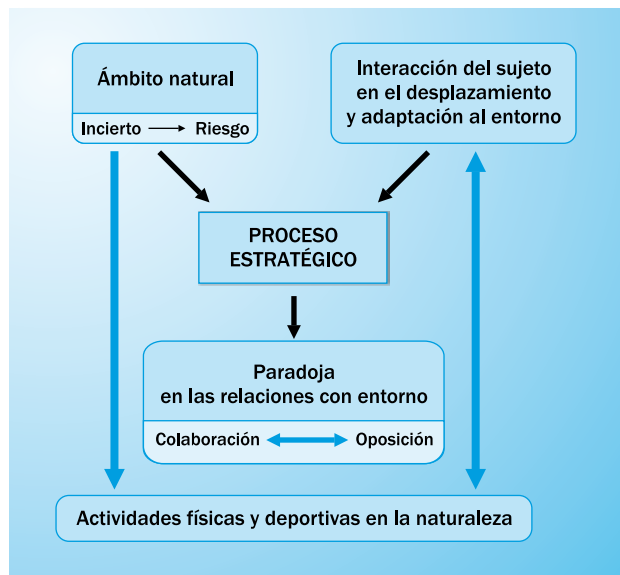 Ámbito natural
Incierto → Riesgo
Interacción del sujeto
en el desplazamiento
y adaptación al entorno
PROCESO
ESTRATÉGICO
Paradoja
en las relaciones con entorno
Colaboración ↔ Oposición
Actividades físicas y deportivas en la naturaleza